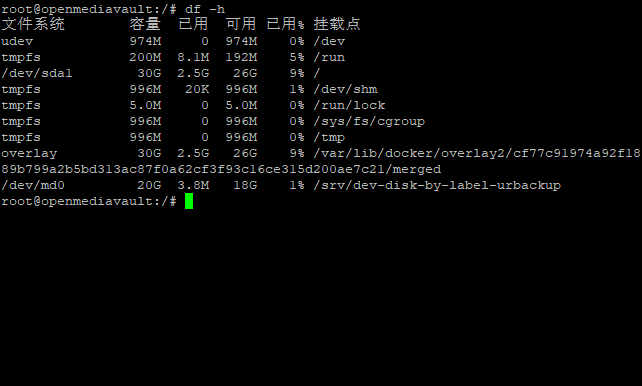 root@openmediavault:/# df -h
文件系统 容量 已用 可用 已用% 挂载点
udev 974M 0 974M 0% /dev
tmpfs 200M 8.1M 192M 5% /run
/dev/sda1 30G 2.5G 26G 9% /
tmpfs 996M 20K 996M 1% /dev/shm
tmpfs 5.0M 0 5.0M 0% /run/lock
tmpfs 996M 0 996M 0% /sys/fs/cgroup
tmpfs 996M 0 996M 0% /tmp
overlay 30G 2.5G 26G 9% /var/lib/docker/overlay2/cf77c91974a92f18
89b799a2b5bd313ac87f0a62cf3f93c16ce315d200ae7c21/merged
/dev/md0 20G 3.8M 18G 1% /srv/dev-disk-by-label-urbackup
root@openmediavault:/#